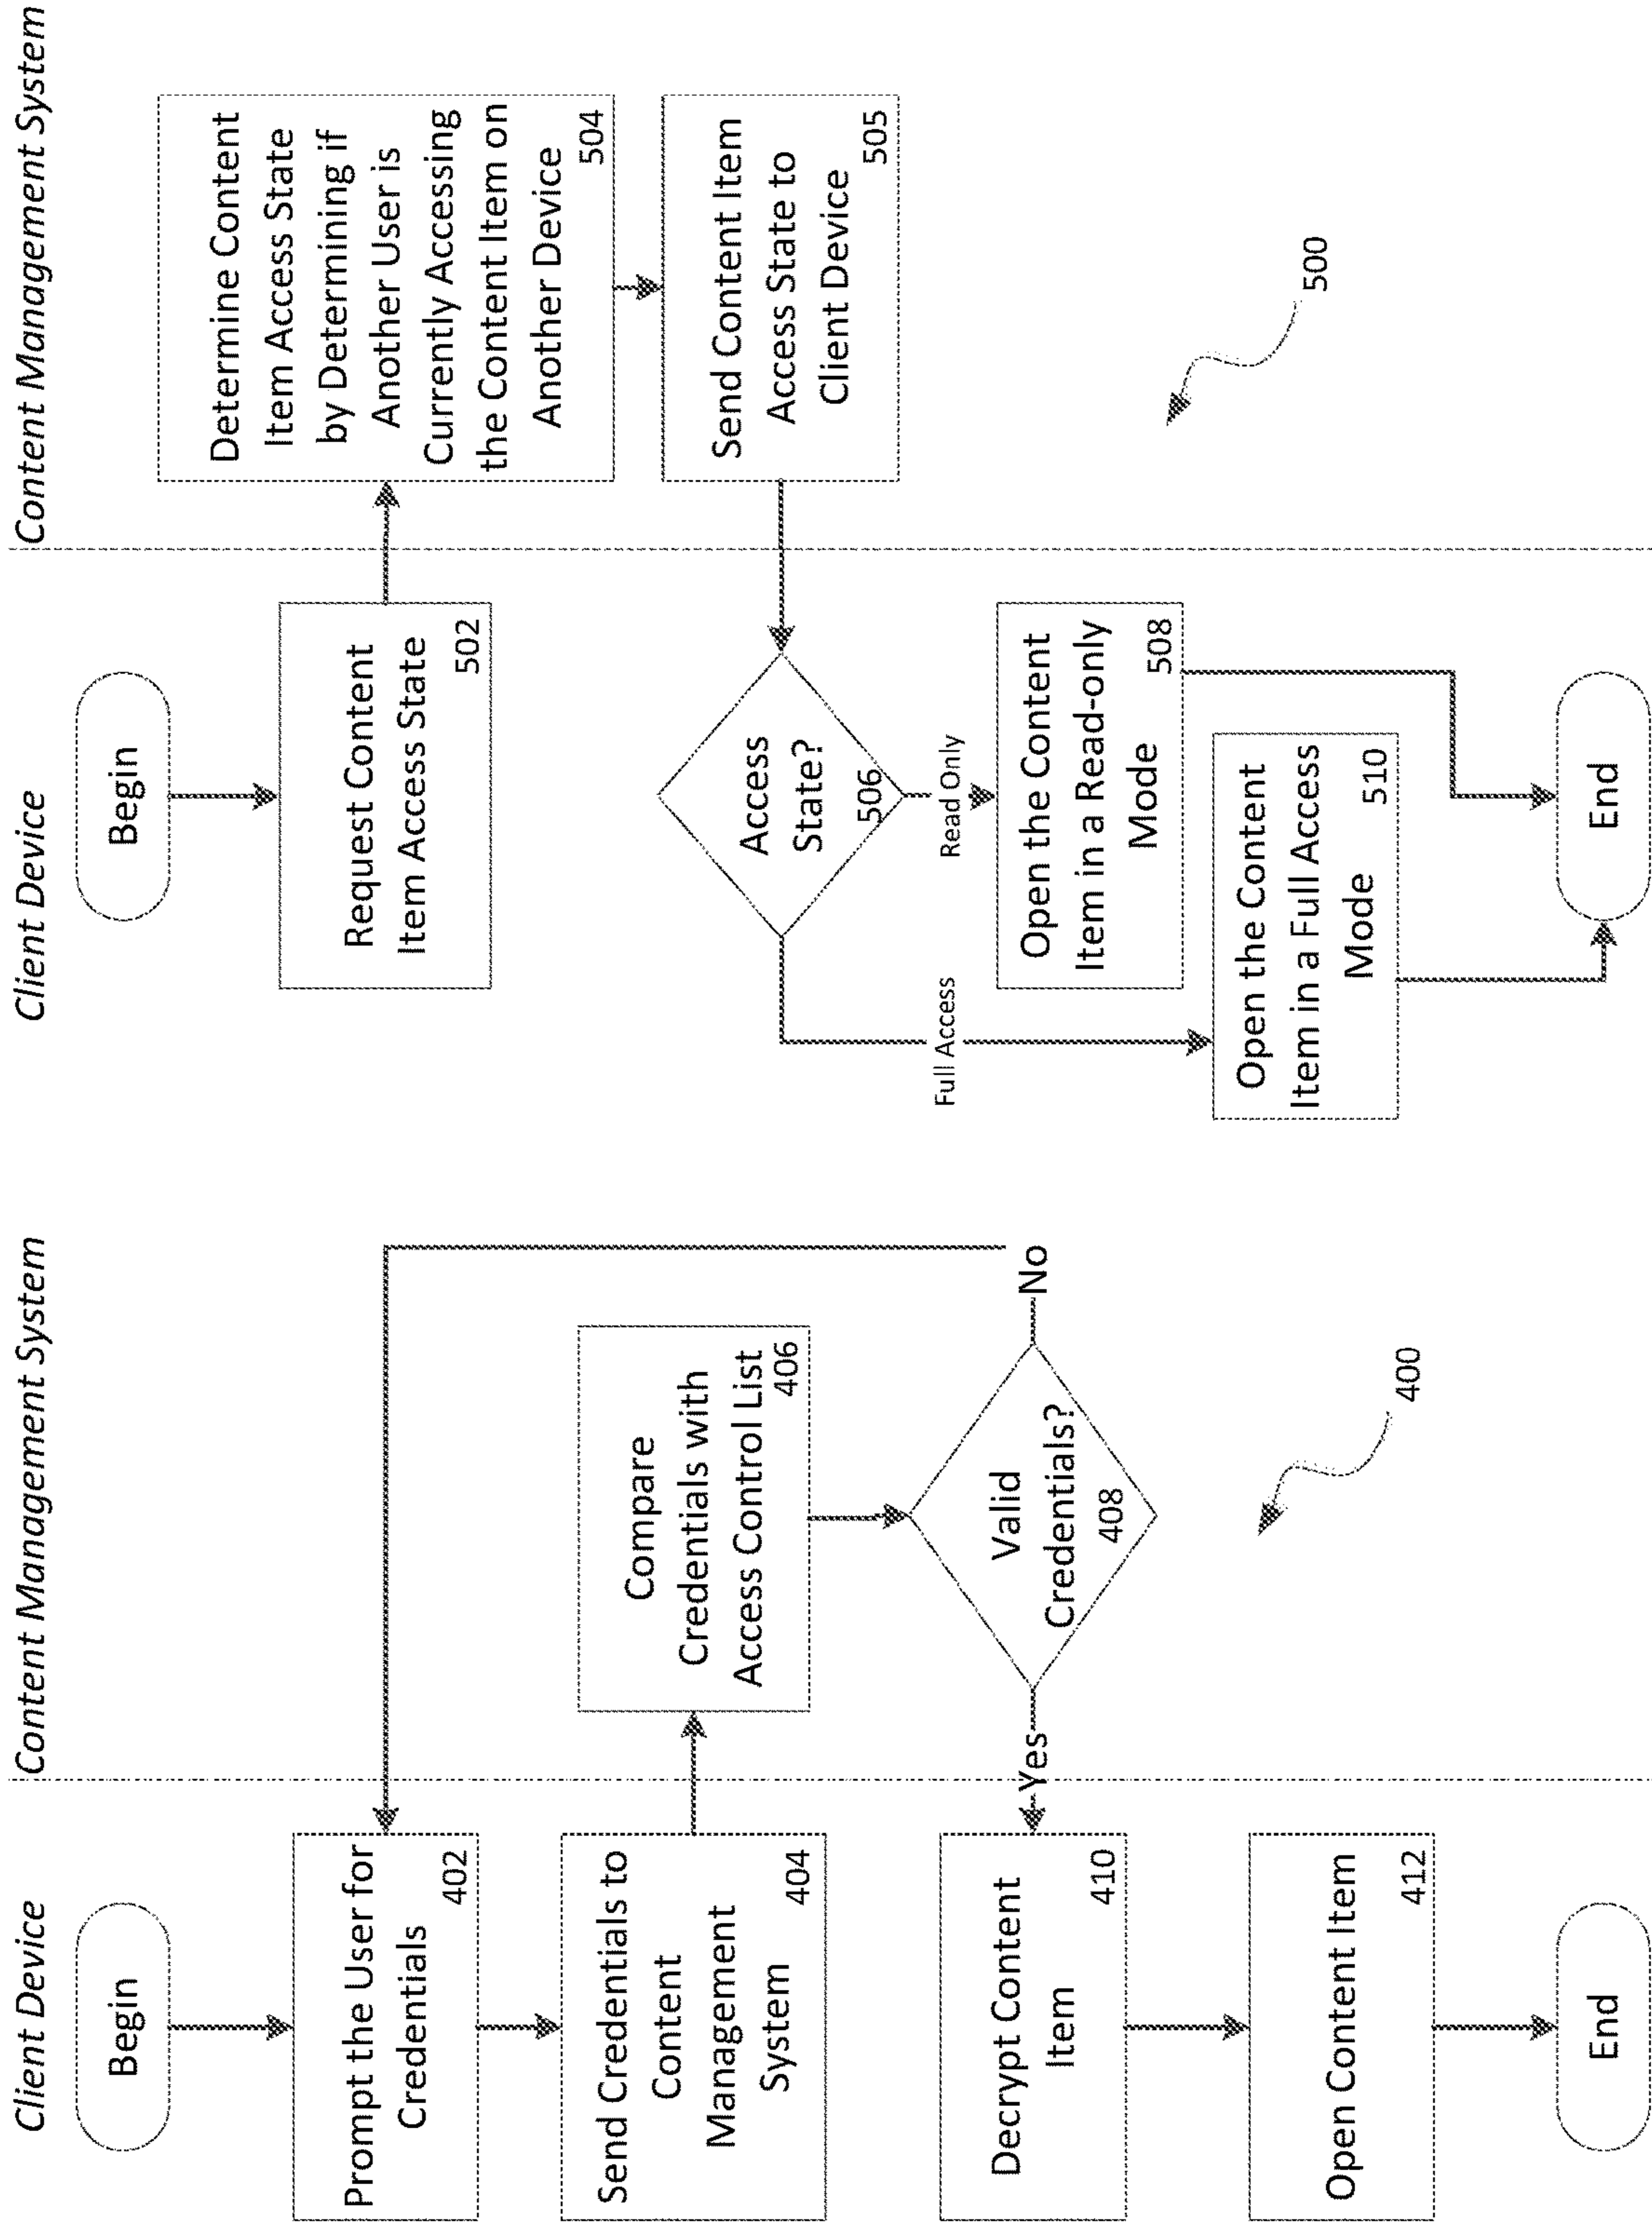 Client Device
Content Management System
Begin
Prompt the User for
Credentials
402
Send Credentials to
Content
Management
System
404
Compare
Credentials with
Access Control List
406
Valid
Credentials?
408
No
Yes
Decrypt Content
Item
410
Open Content Item
412
End
400
Client Device
Content Management System
Begin
Request Content
Item Access State
502
Determine Content
Item Access State
by Determining if
Another User is
Currently Accessing
the Content Item on
Another Device
504
Send Content Item
Access State to
Client Device
505
Access
State?
506
Read Only
Full Access
Open the Content
Item in a Read-only
Mode
508
Open the Content
Item in a Full Access
Mode
510
End
500